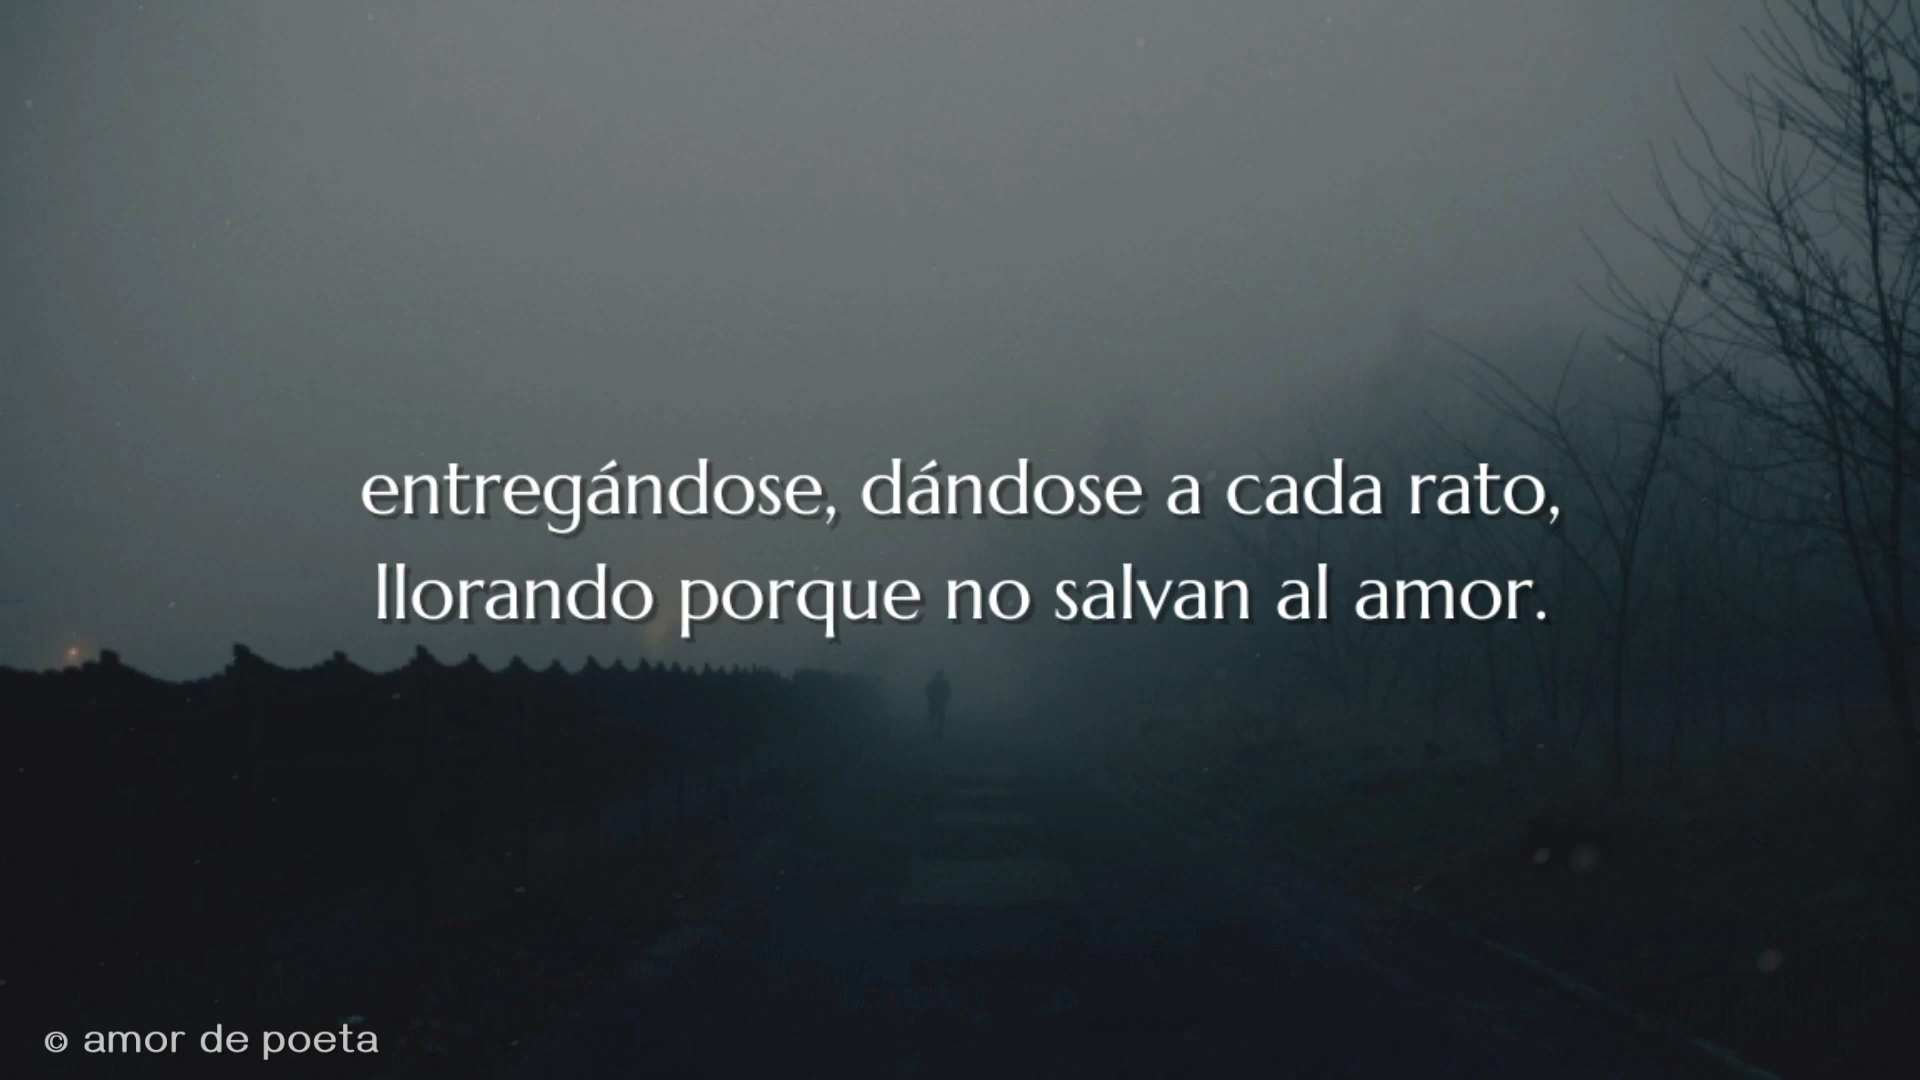 entregándose, dándose a cada rato,
llorando porque no salvan al amor.
© amor de poeta